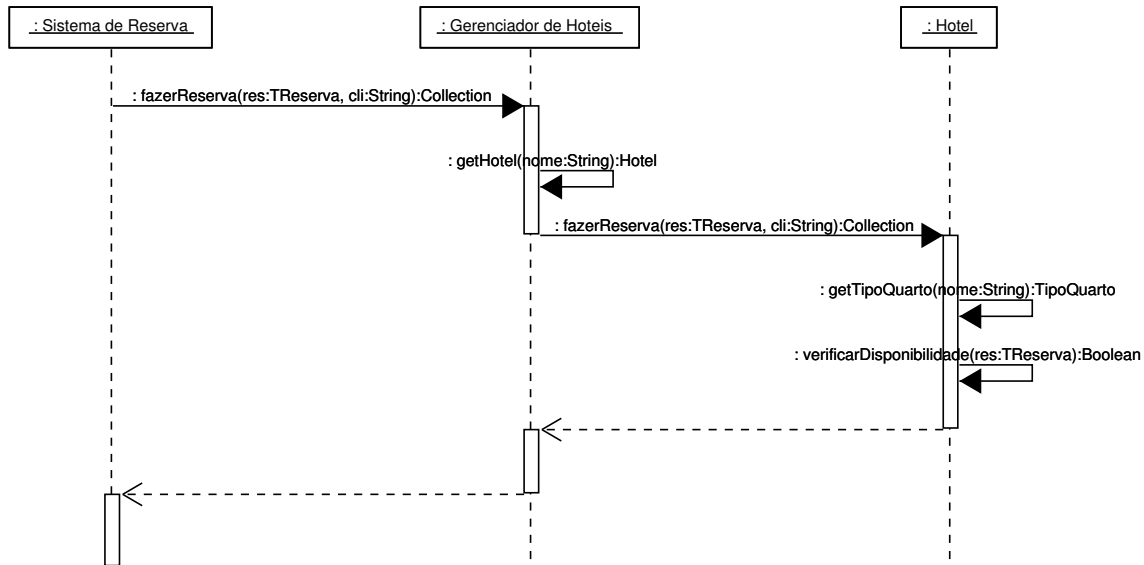 : Sistema de Reserva
: Gerenciador de Hoteis
: Hotel
: fazerReserva(res:TReserva, cli:String):Collection
: getHotel(nome:String):Hotel
: fazerReserva(res:TReserva, cli:String):Collection
: getTipoQuarto(nome:String):TipoQuarto
: verificarDisponibilidade(res:TReserva):Boolean